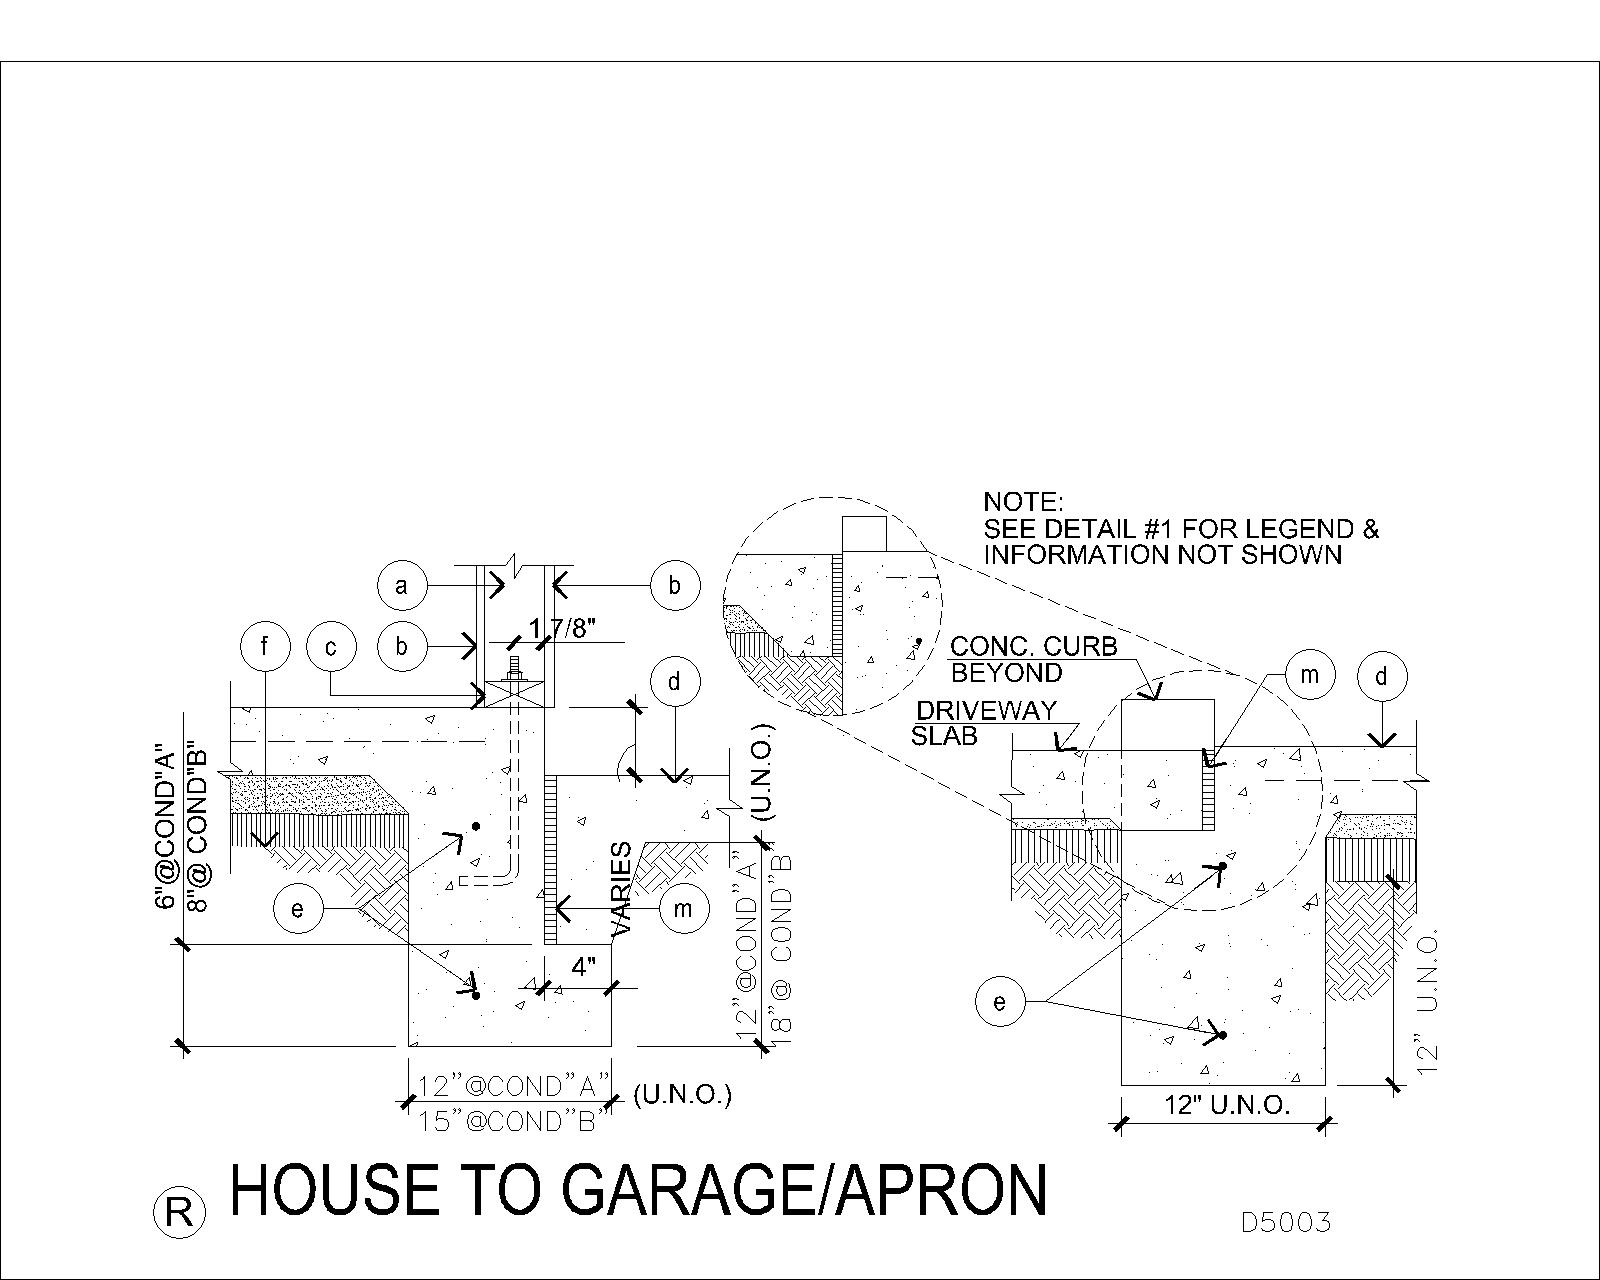 NOTE:
SEE DETAIL #1 FOR LEGEND &
INFORMATION NOT SHOWN
a
b
1 7/8"
f
c
b
d
CONC. CURB
BEYOND
m
d
DRIVEWAY
SLAB
6"@COND"A"
8"@ COND"B"
(U.N.O.)
VARIES
e
m
4"
12"@COND"A"
18"@ COND"B
e
12" U.N.O.
12"@COND"A"
15"@COND"B"
(U.N.O.)
12" U.N.O.
R
HOUSE TO GARAGE/APRON
D5003